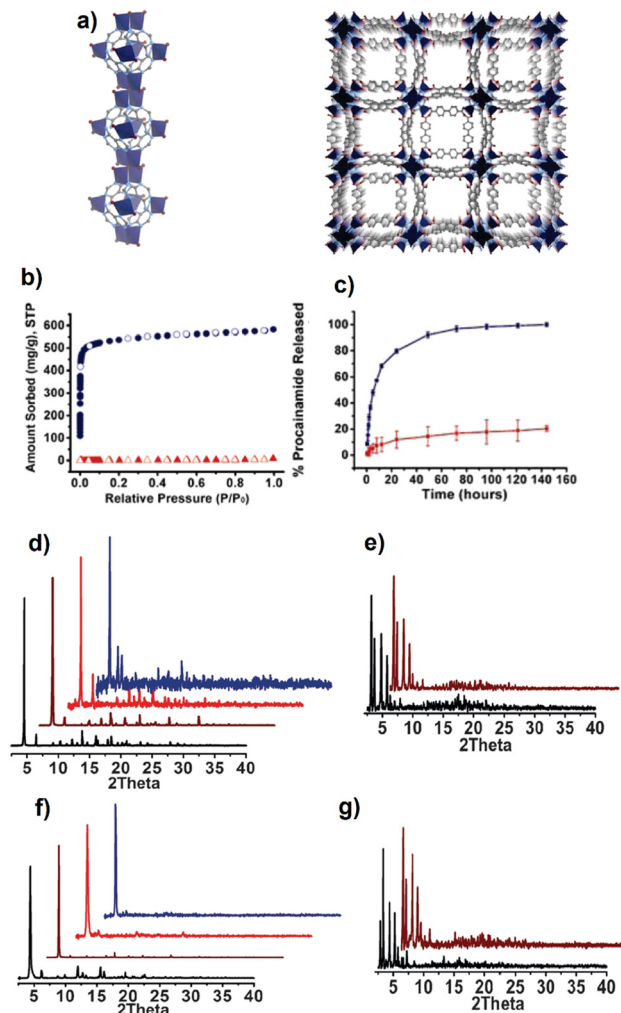 a)
b)
c)
600
500
400
300
200
100
0
Amount Sorbed (mg/g), STP
0.0 0.2 0.4 0.6 0.8 1.0
Relative Pressure (P/P₀)
% Procainamide Released
100
80
60
40
20
0
0 20 40 60 80 100 120 140 160
Time (hours)
d)
5 10 15 20 25 30 35 40
2Theta
e)
5 10 15 20 25 30 35 40
2Theta
f)
5 10 15 20 25 30 35 40
2Theta
g)
5 10 15 20 25 30 35 40
2Theta